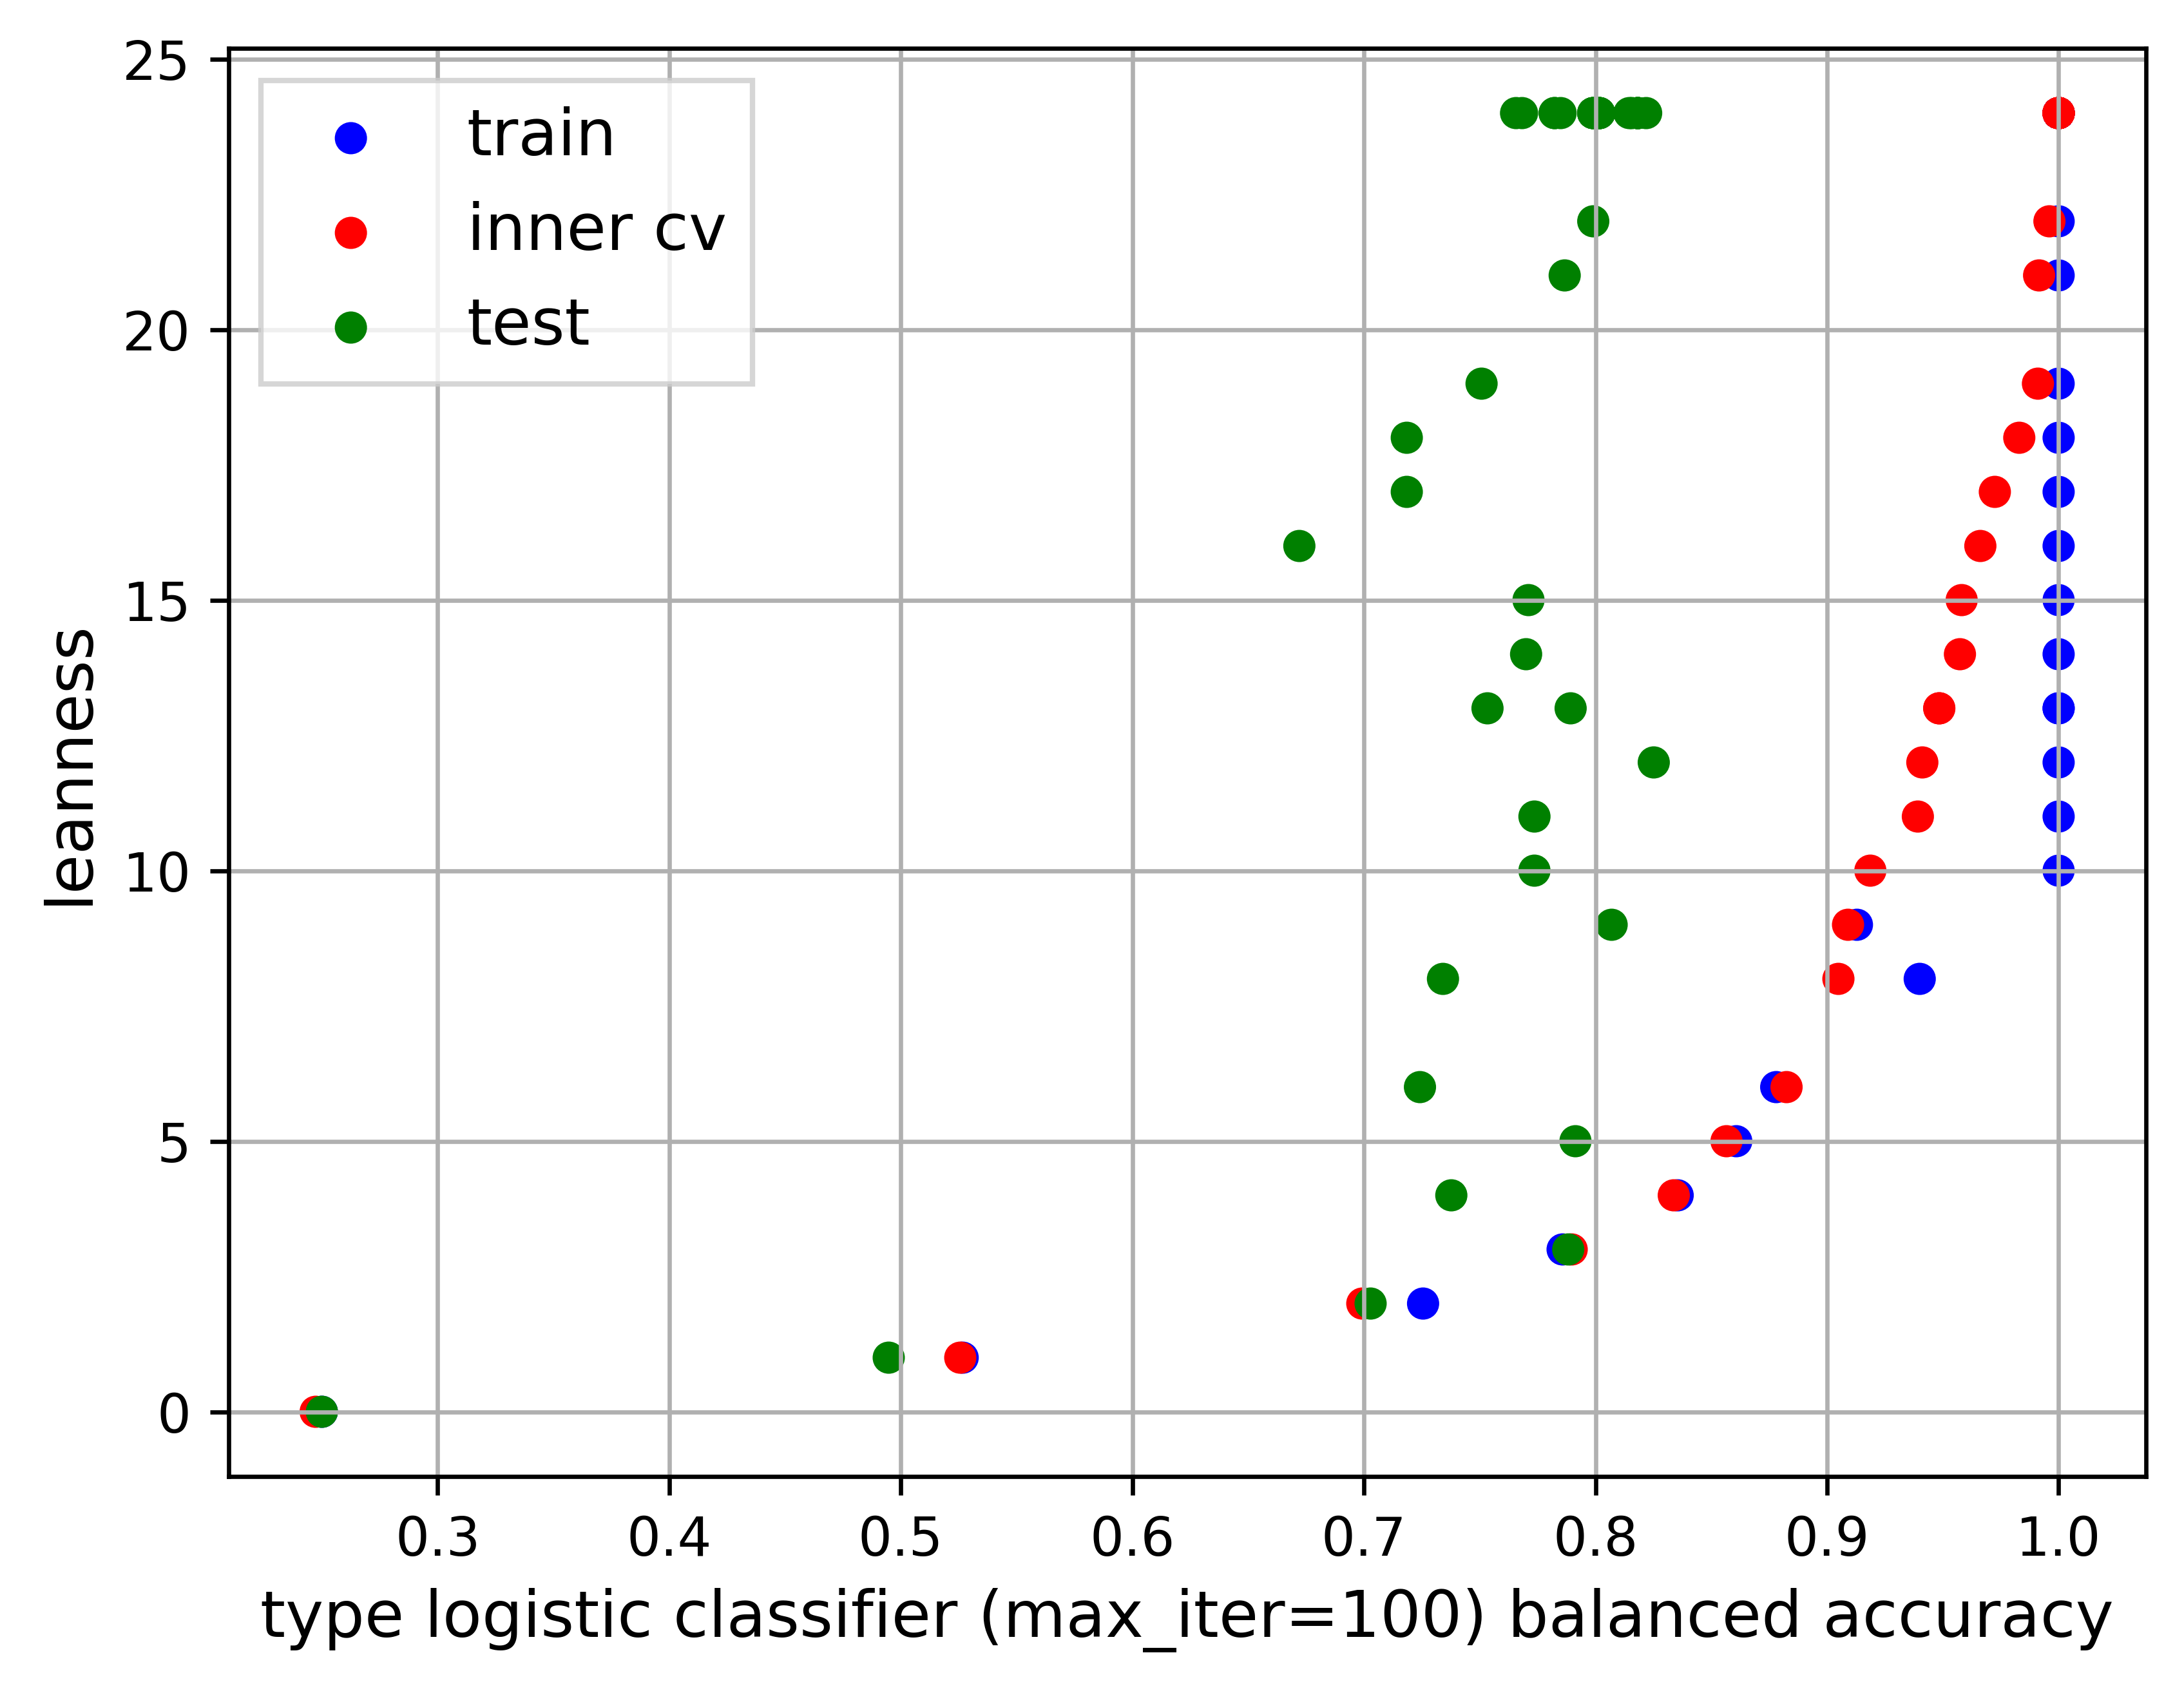 25
20
15
10
5
0
leanness
train
inner cv
test
0.3 0.4 0.5 0.6 0.7 0.8 0.9 1.0
type logistic classifier (max_iter=100) balanced accuracy